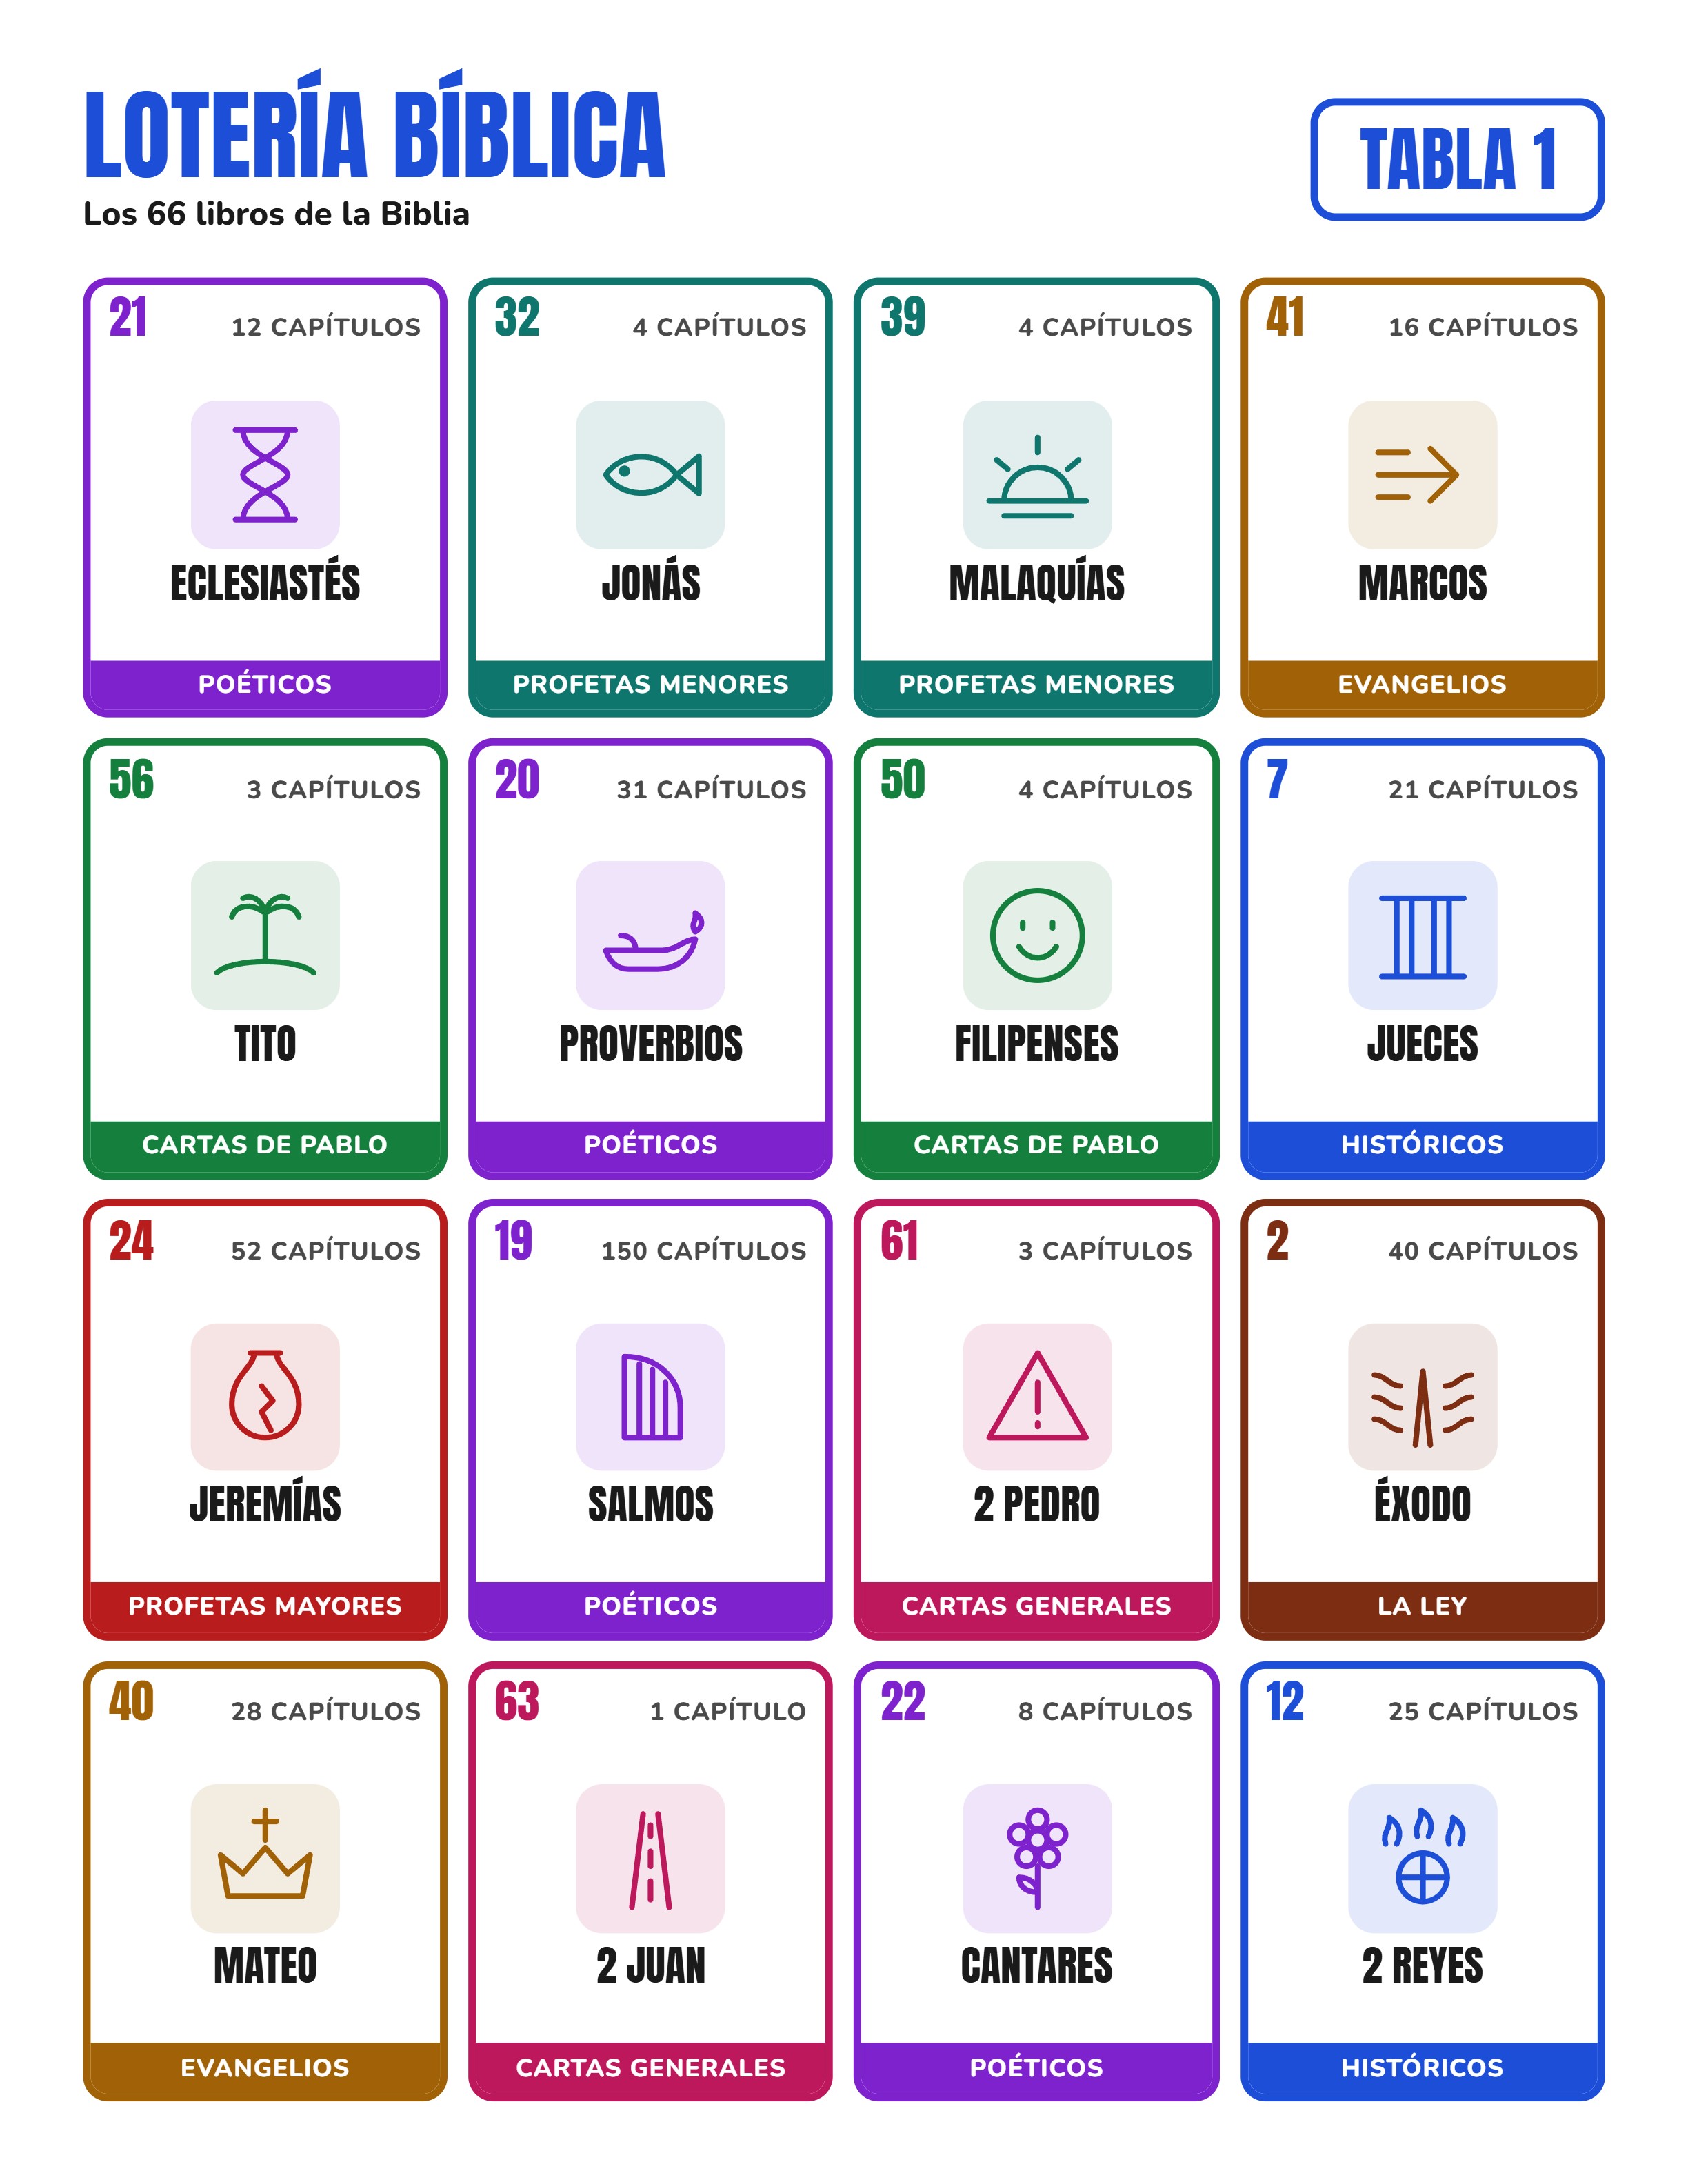 LOTERÍA BÍBLICA
Los 66 libros de la Biblia
TABLA 1
21 12 CAPÍTULOS
ECLESIASTÉS
POÉTICOS
32 4 CAPÍTULOS
JONÁS
PROFETAS MENORES
39 4 CAPÍTULOS
MALAQUÍAS
PROFETAS MENORES
41 16 CAPÍTULOS
MARCOS
EVANGELIOS
56 3 CAPÍTULOS
TITO
CARTAS DE PABLO
20 31 CAPÍTULOS
PROVERBIOS
POÉTICOS
50 4 CAPÍTULOS
FILIPENSES
CARTAS DE PABLO
7 21 CAPÍTULOS
JUECES
HISTÓRICOS
24 52 CAPÍTULOS
JEREMÍAS
PROFETAS MAYORES
19 150 CAPÍTULOS
SALMOS
POÉTICOS
61 3 CAPÍTULOS
2 PEDRO
CARTAS GENERALES
2 40 CAPÍTULOS
ÉXODO
LA LEY
40 28 CAPÍTULOS
MATEO
EVANGELIOS
63 1 CAPÍTULO
2 JUAN
CARTAS GENERALES
22 8 CAPÍTULOS
CANTARES
POÉTICOS
12 25 CAPÍTULOS
2 REYES
HISTÓRICOS